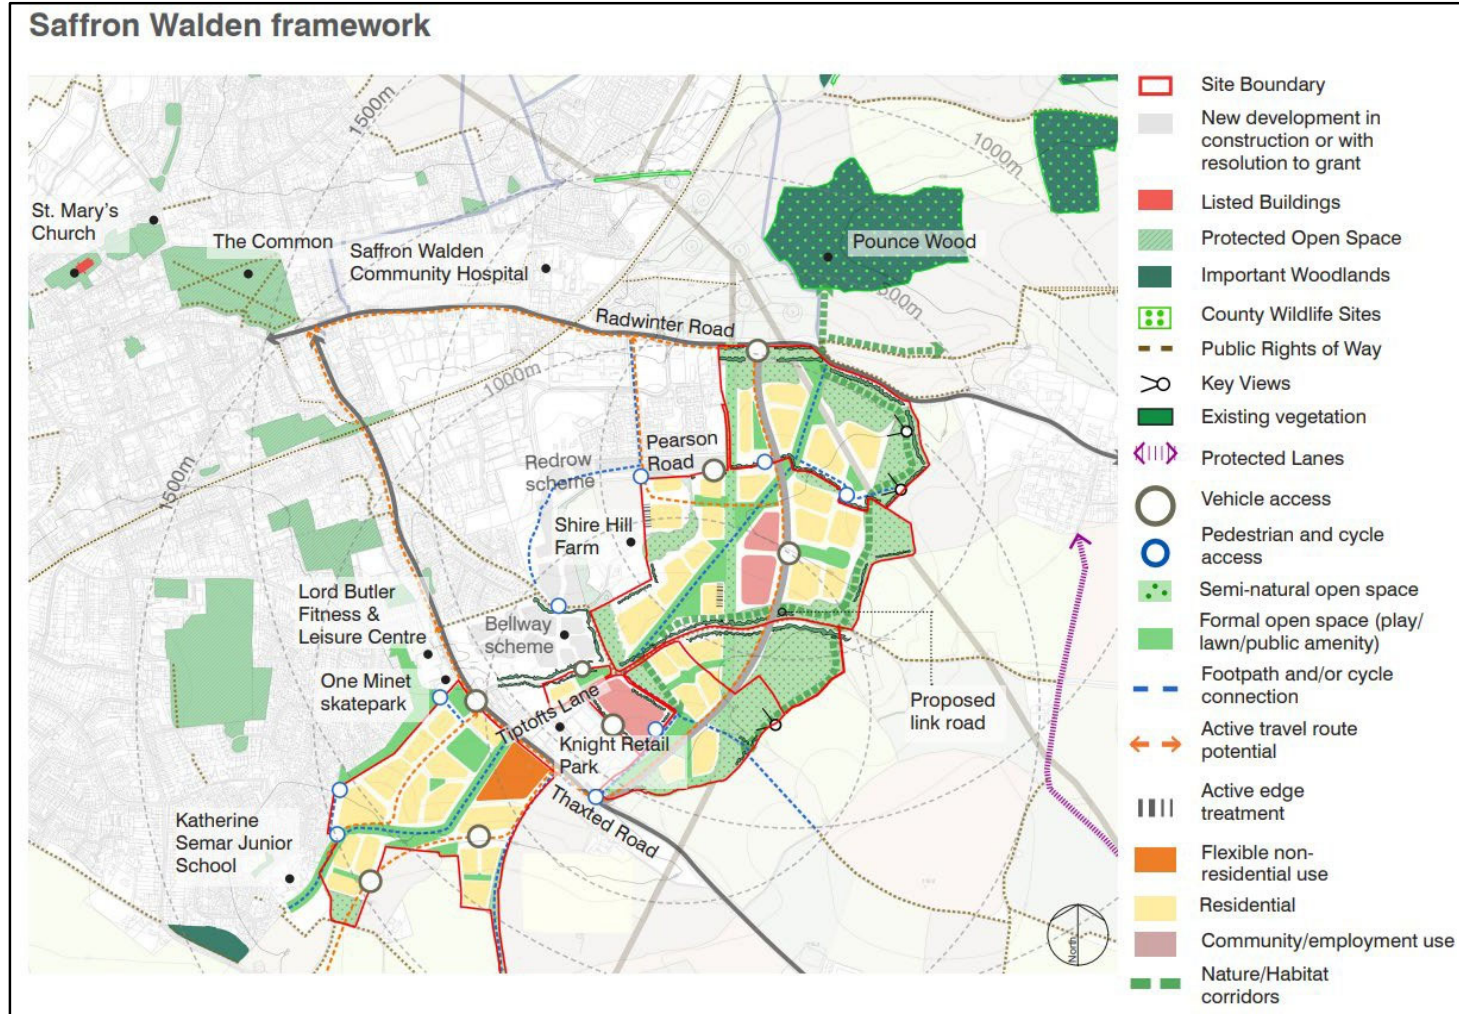 Saffron Walden framework
1500m
1000m
St. Mary's
Church
The Common
Saffron Walden
Community Hospital
Pounce Wood
500m
Radwinter Road
1000m
1500m
Pearson
Road
Redrow
scheme
Shire Hill
Farm
Lord Butler
Fitness &
Leisure Centre
Bellway
scheme
One Minet
skatepark
Tiptofts Lane
Proposed
link road
Knight Retail
Park
Thaxted Road
Katherine
Semar Junior
School
North
Site Boundary
New development in
construction or with
resolution to grant
Listed Buildings
Protected Open Space
Important Woodlands
County Wildlife Sites
Public Rights of Way
Key Views
Existing vegetation
Protected Lanes
Vehicle access
Pedestrian and cycle
access
Semi-natural open space
Formal open space (play/
lawn/public amenity)
Footpath and/or cycle
connection
Active travel route
potential
Active edge
treatment
Flexible non-
residential use
Residential
Community/employment use
Nature/Habitat
corridors